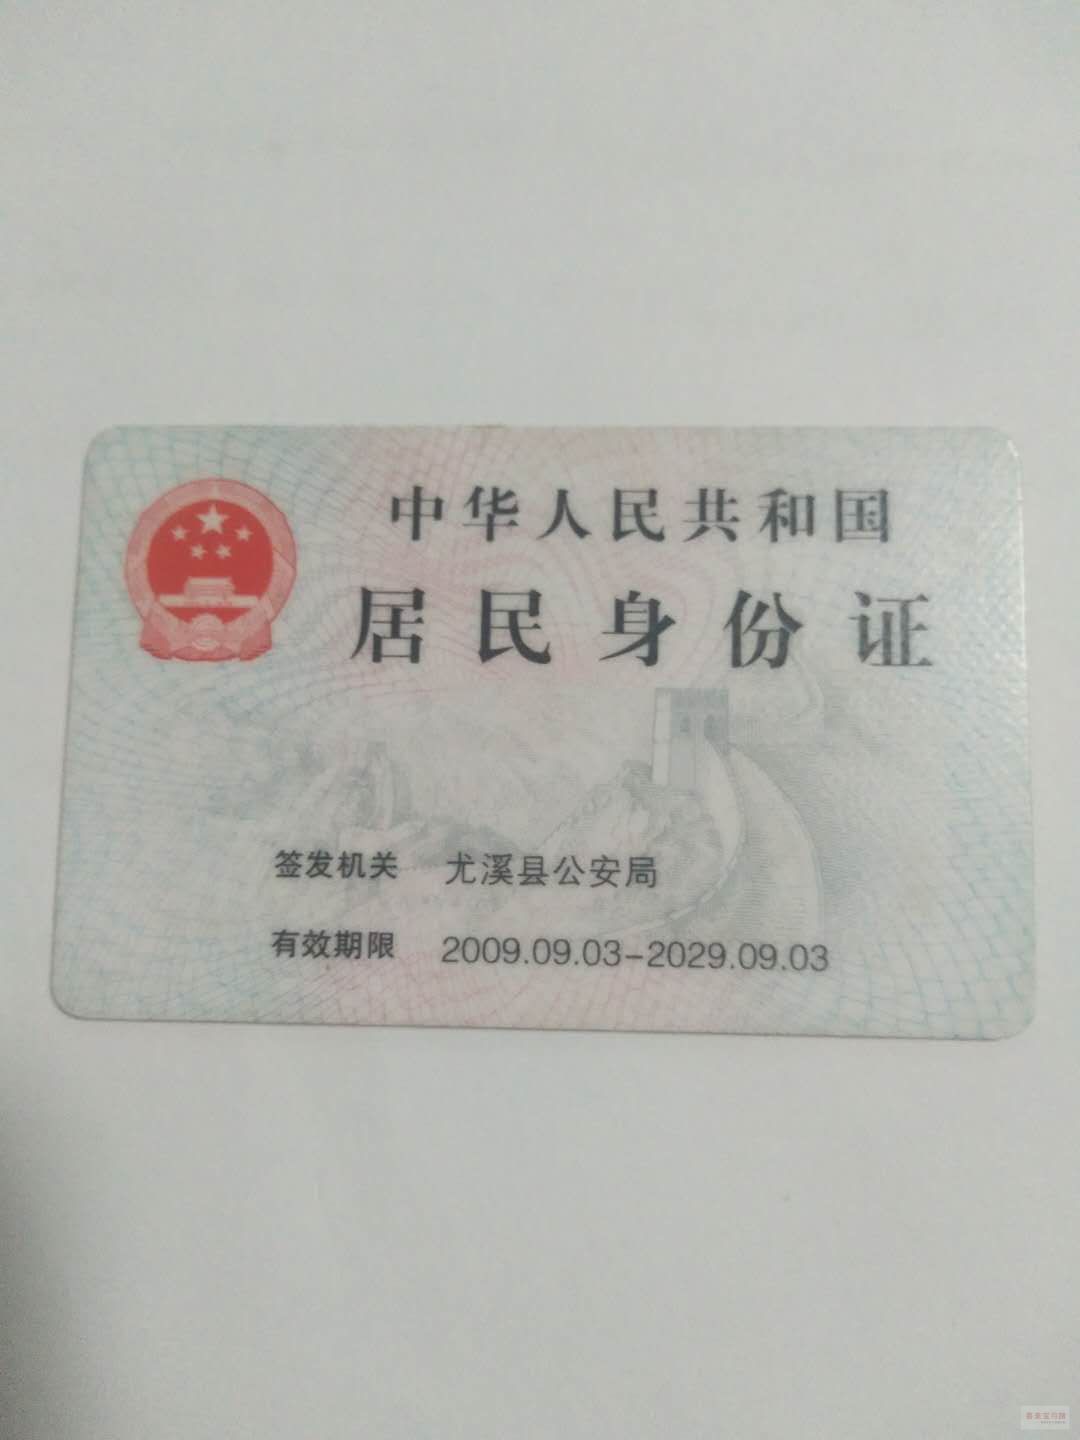 中华人民共和国
居民身份证
签发机关 尤溪县公安局
有效期限 2009.09.03-2029.09.03